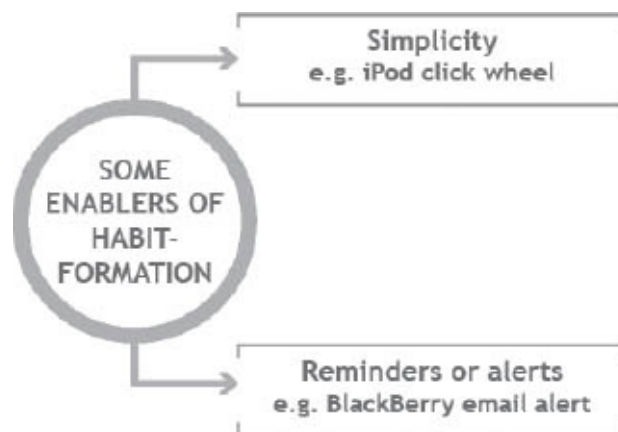 Simplicity
e.g. iPod click wheel
SOME
ENABLERS OF
HABIT-
FORMATION
Reminders or alerts
e.g. BlackBerry email alert